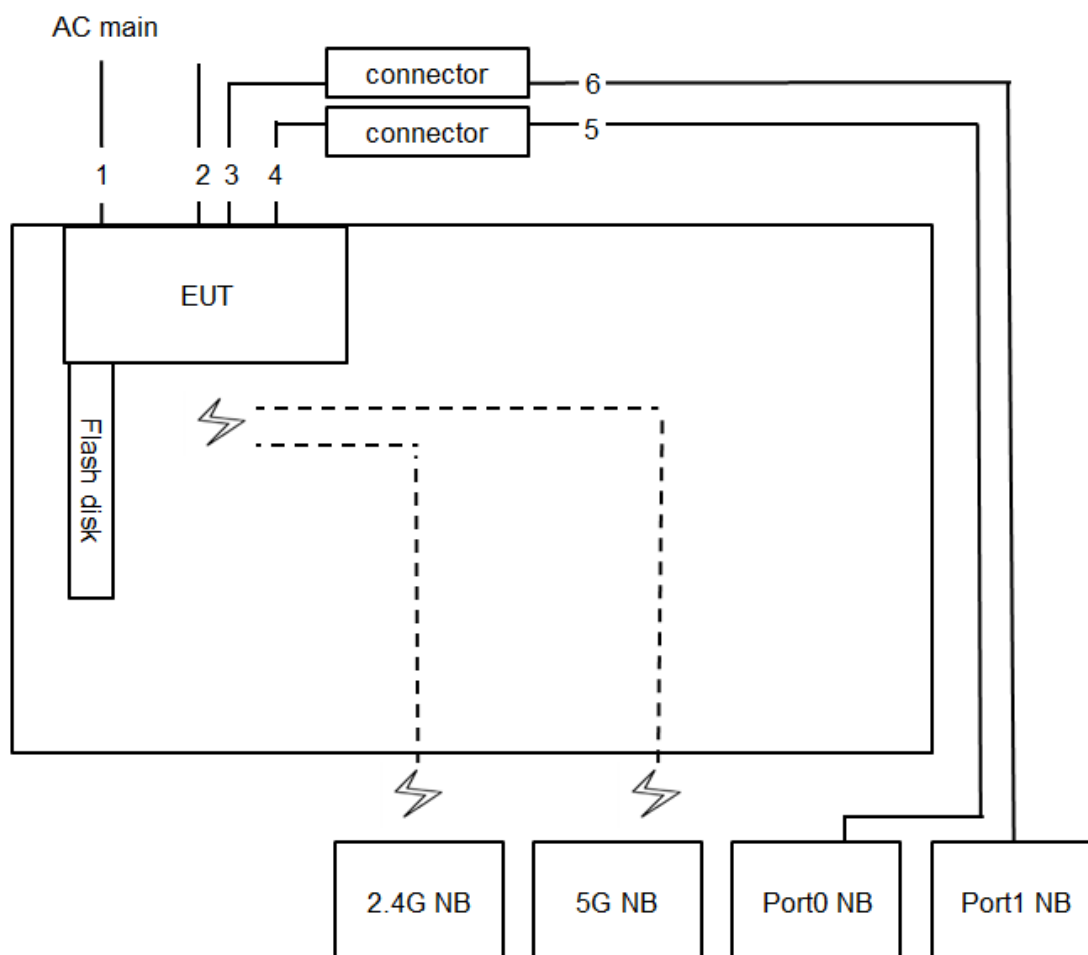 AC main
connector
6
connector
5
1
2
3
4
EUT
Flash disk
2.4G NB
5G NB
Port0 NB
Port1 NB